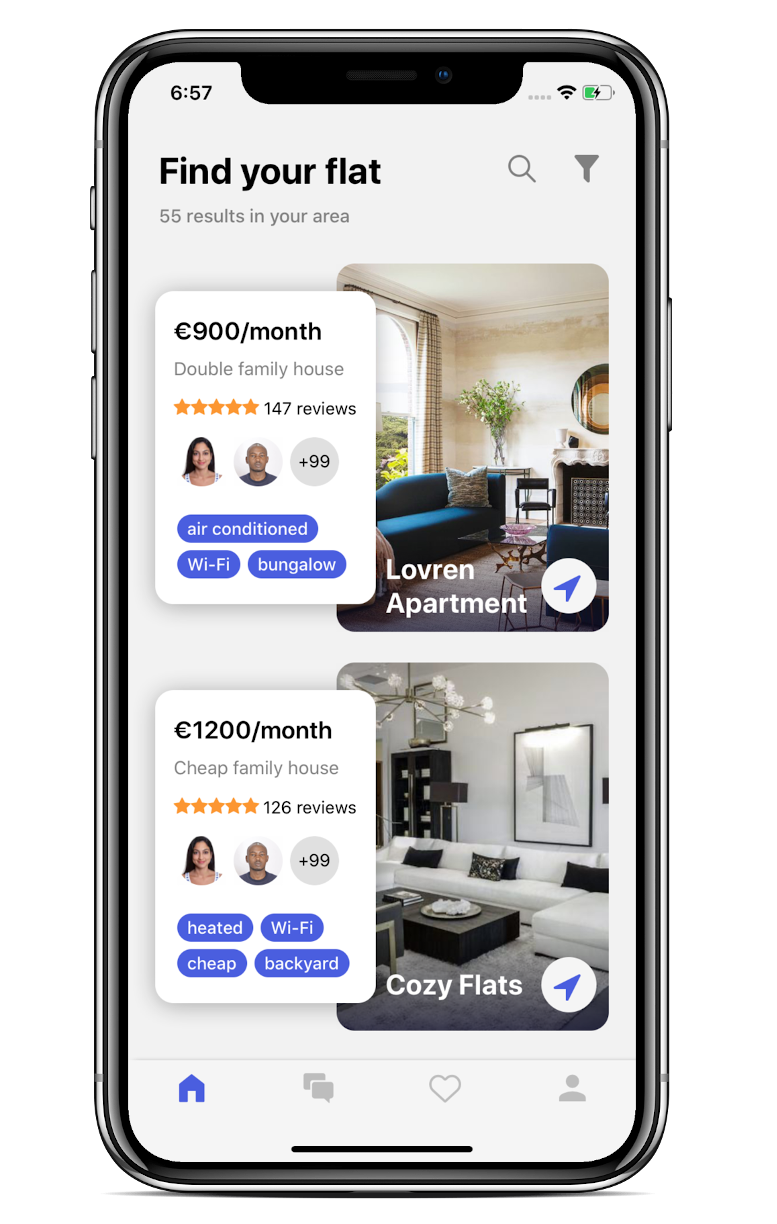 6:57
Find your flat
55 results in your area
€900/month
Double family house
147 reviews
+99
air conditioned
Wi-Fi bungalow
Lovren
Apartment
€1200/month
Cheap family house
126 reviews
+99
heated Wi-Fi
cheap backyard
Cozy Flats